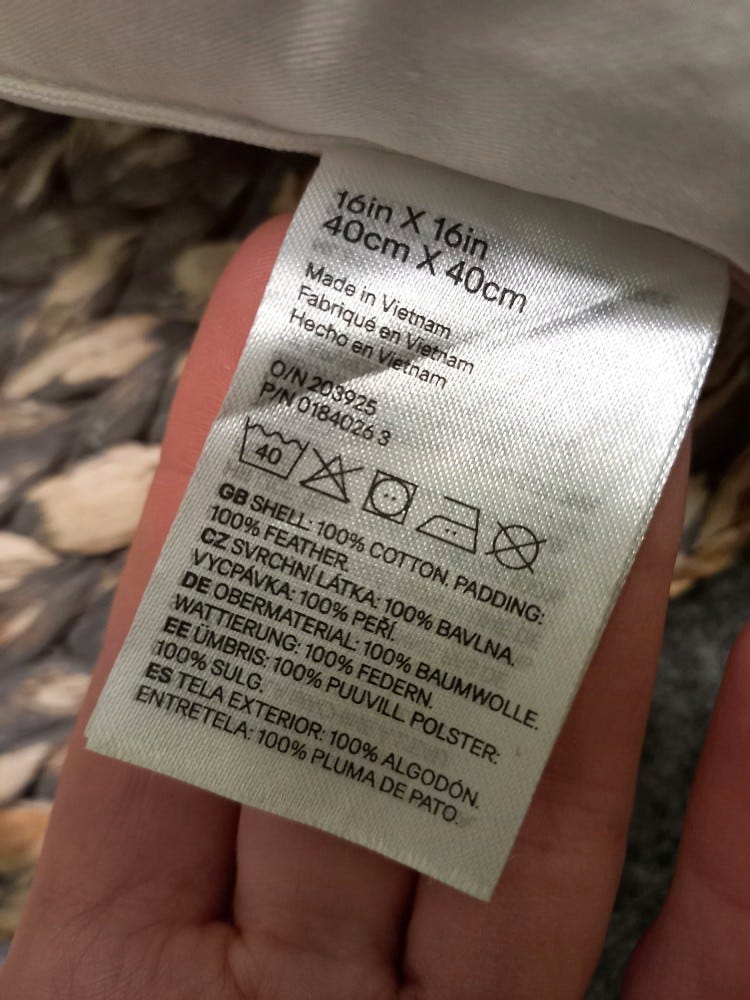 16in X 16in
40cm X 40cm
Made in Vietnam
Fabriqué en Vietnam
Hecho en Vietnam
O/N 203925
P/N 0184026 3
40
GB SHELL: 100% COTTON. PADDING:
100% FEATHER.
CZ SVRCHNÍ LÁTKA: 100% BAVLNA.
VYCPÁVKA: 100% PEŘÍ.
DE OBERMATERIAL: 100% BAUMWOLLE.
WATTIERUNG: 100% FEDERN.
EE ÜMBRIS: 100% PUUVILL. POLSTER:
100% SULG.
ES TELA EXTERIOR: 100% ALGODÓN.
ENTRETELA: 100% PLUMA DE PATO.